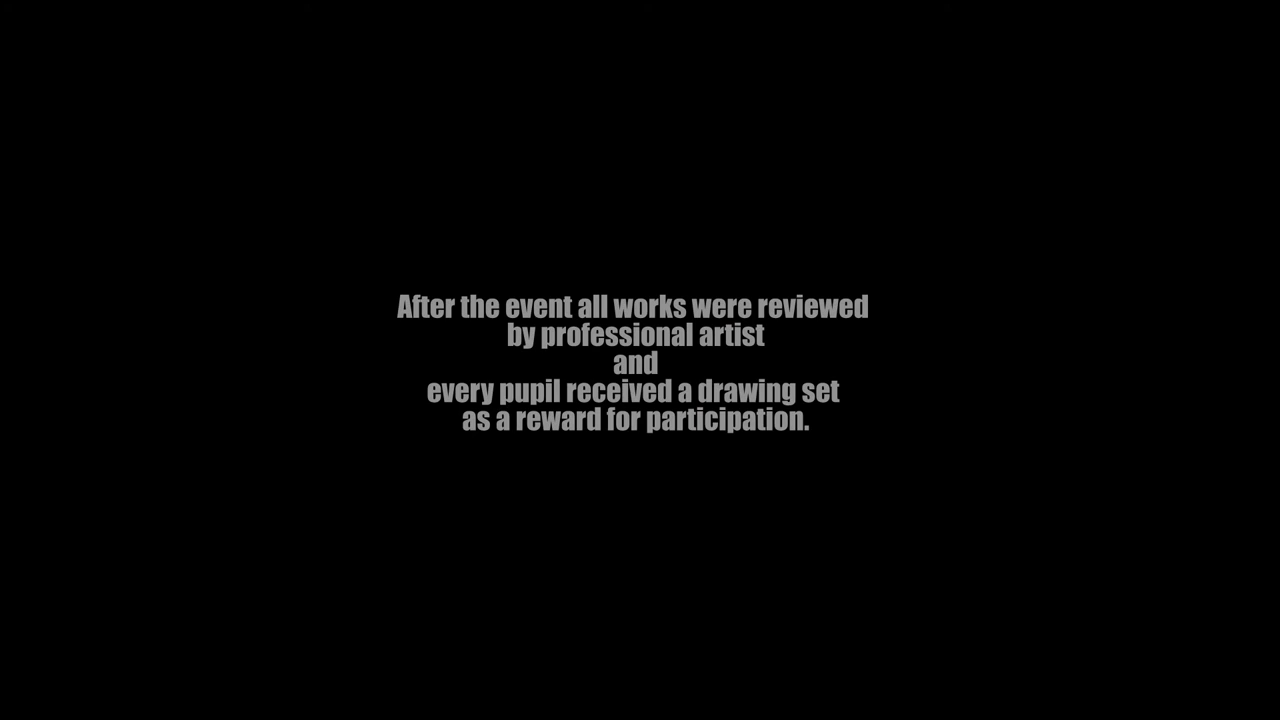 After the event all works were reviewed
by professional artist
and
every pupil received a drawing set
as a reward for participation.